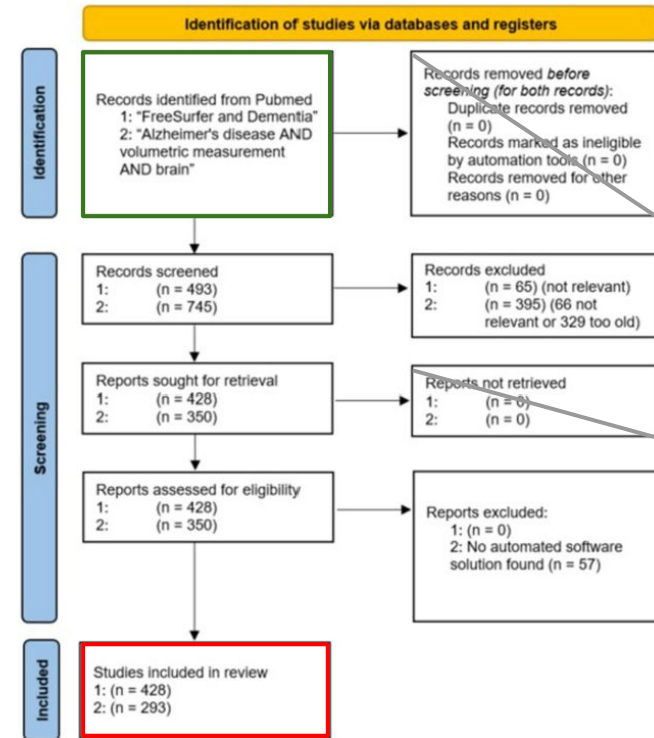 Identification of studies via databases and registers
Identification
Records identified from Pubmed
1: "FreeSurfer and Dementia"
2: "Alzheimer's disease AND
volumetric measurement
AND brain"
Records removed before
screening (for both records):
Duplicate records removed
(n = 0)
Records marked as ineligible
by automation tools (n = 0)
Records removed for other
reasons (n = 0)
Screening
Records screened
1: (n = 493)
2: (n = 745)
Records excluded
1: (n = 65) (not relevant)
2: (n = 395) (66 not
relevant or 329 too old)
Reports sought for retrieval
1: (n = 428)
2: (n = 350)
Reports not retrieved
1: (n = 0)
2: (n = 0)
Reports assessed for eligibility
1: (n = 428)
2: (n = 350)
Reports excluded:
1: (n = 0)
2: No automated software
solution found (n = 57)
Included
Studies included in review
1: (n = 428)
2: (n = 293)